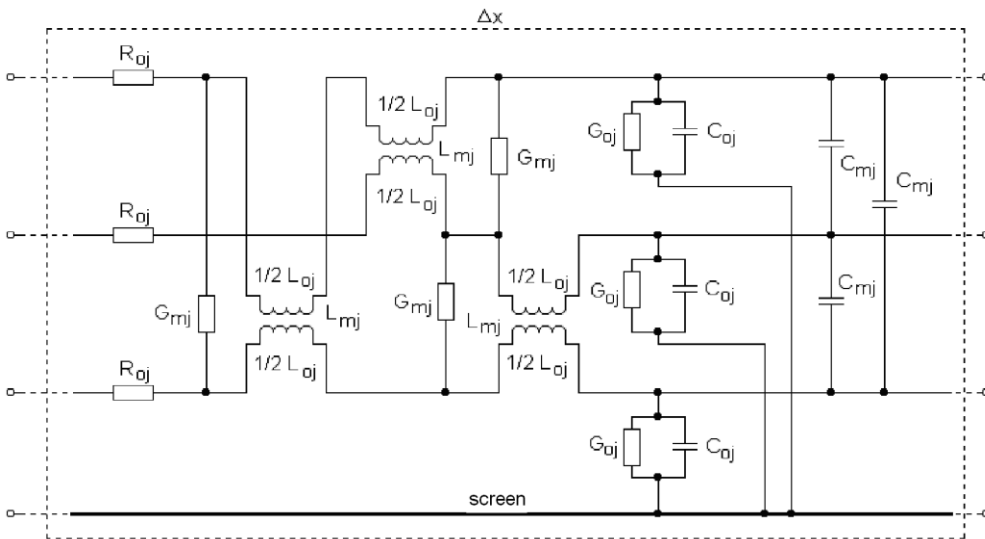 Δx
R_oj
1/2 L_oj
L_mj
1/2 L_oj
G_mj
G_oj
C_oj
C_mj
C_mj
R_oj
1/2 L_oj
L_mj
1/2 L_oj
G_mj
G_mj
1/2 L_oj
L_mj
1/2 L_oj
G_oj
C_oj
C_mj
R_oj
G_oj
C_oj
screen